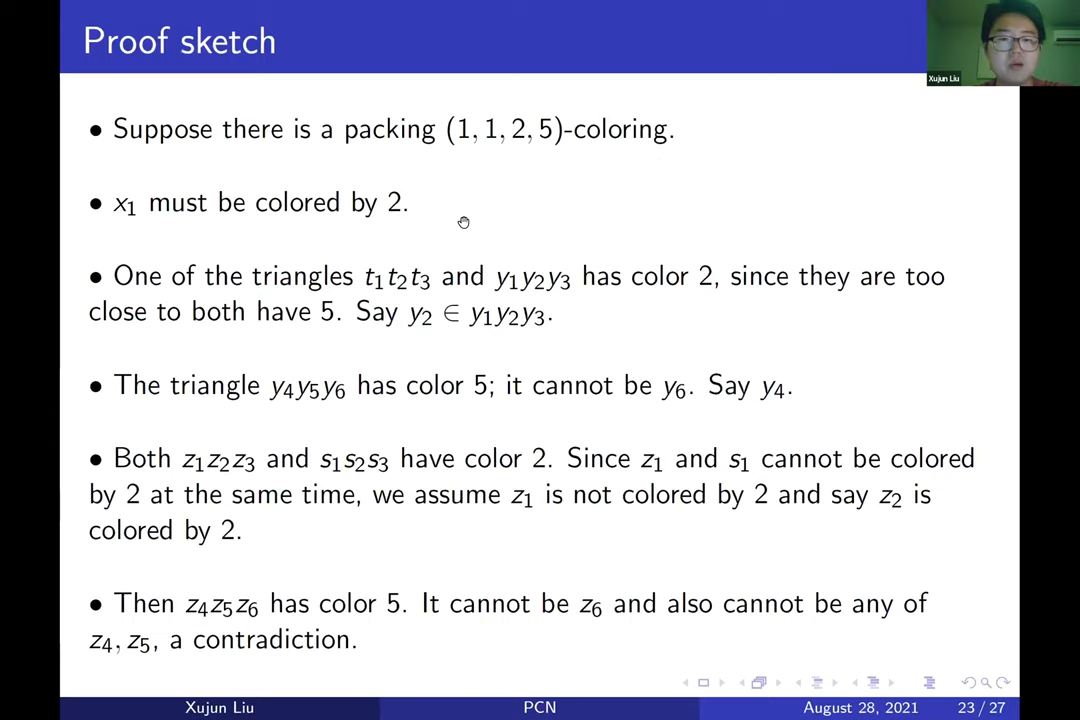 Proof sketch
Xujun Liu
• Suppose there is a packing (1, 1, 2, 5)-coloring.
• x₁ must be colored by 2.
• One of the triangles t₁t₂t₃ and y₁y₂y₃ has color 2, since they are too
close to both have 5. Say y₂ ∈ y₁y₂y₃.
• The triangle y₄y₅y₆ has color 5; it cannot be y₆. Say y₄.
• Both z₁z₂z₃ and s₁s₂s₃ have color 2. Since z₁ and s₁ cannot be colored
by 2 at the same time, we assume z₁ is not colored by 2 and say z₂ is
colored by 2.
• Then z₄z₅z₆ has color 5. It cannot be z₆ and also cannot be any of
z₄, z₅, a contradiction.
Xujun Liu PCN August 28, 2021 23 / 27